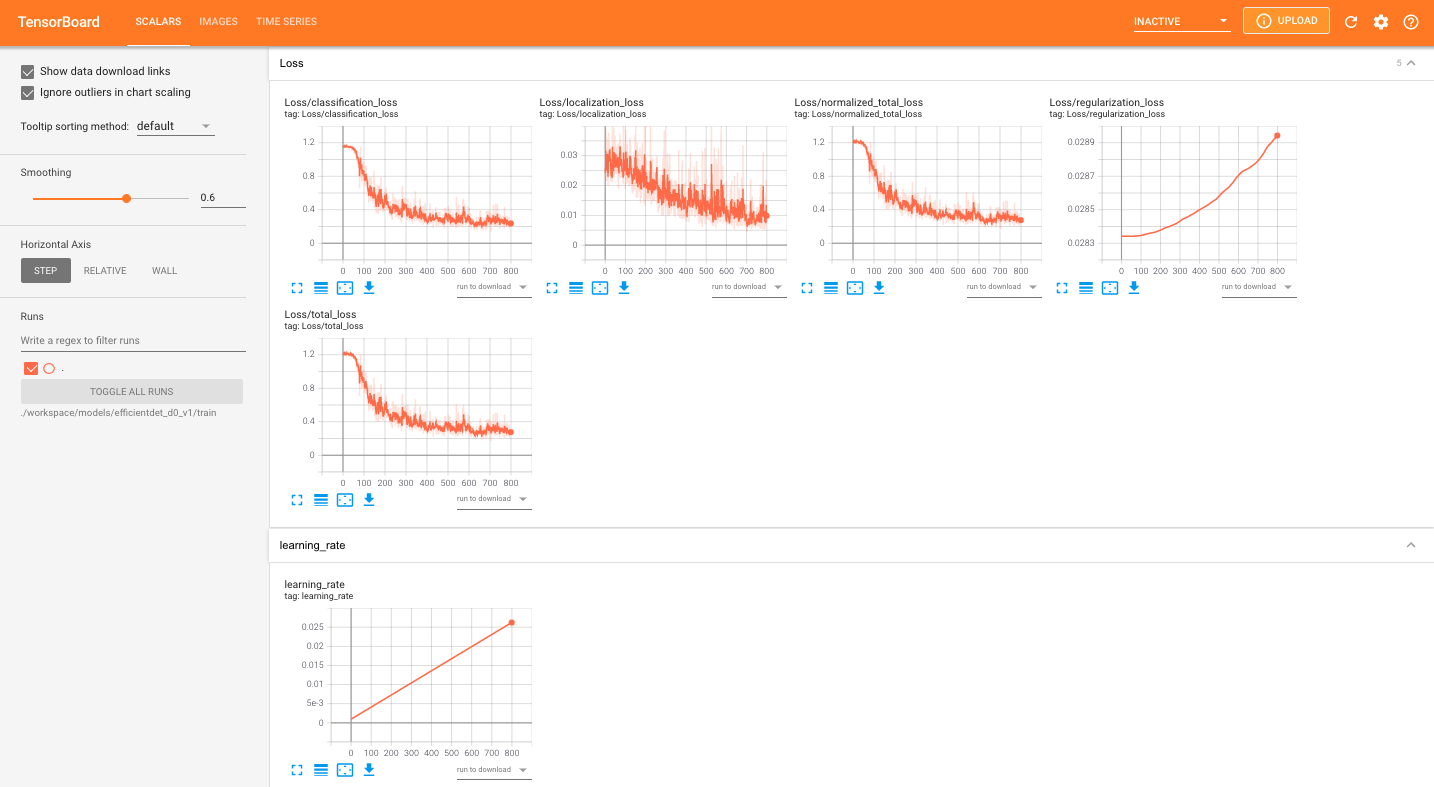 TensorBoard SCALARS IMAGES TIME SERIES INACTIVE UPLOAD
Show data download links
Ignore outliers in chart scaling
Tooltip sorting method: default
Smoothing
0.6
Horizontal Axis
STEP RELATIVE WALL
Runs
Write a regex to filter runs
.
TOGGLE ALL RUNS
./workspace/models/efficientdet_d0_v1/train
Loss 5
Loss/classification_loss
tag: Loss/classification_loss
1.2
0.8
0.4
0
0 100 200 300 400 500 600 700 800
run to download
Loss/localization_loss
tag: Loss/localization_loss
0.03
0.02
0.01
0
0 100 200 300 400 500 600 700 800
run to download
Loss/normalized_total_loss
tag: Loss/normalized_total_loss
1.2
0.8
0.4
0
0 100 200 300 400 500 600 700 800
run to download
Loss/regularization_loss
tag: Loss/regularization_loss
0.0289
0.0287
0.0285
0.0283
0 100 200 300 400 500 600 700 800
run to download
Loss/total_loss
tag: Loss/total_loss
1.2
0.8
0.4
0
0 100 200 300 400 500 600 700 800
run to download
learning_rate
learning_rate
tag: learning_rate
0.025
0.02
0.015
0.01
5e-3
0
0 100 200 300 400 500 600 700 800
run to download